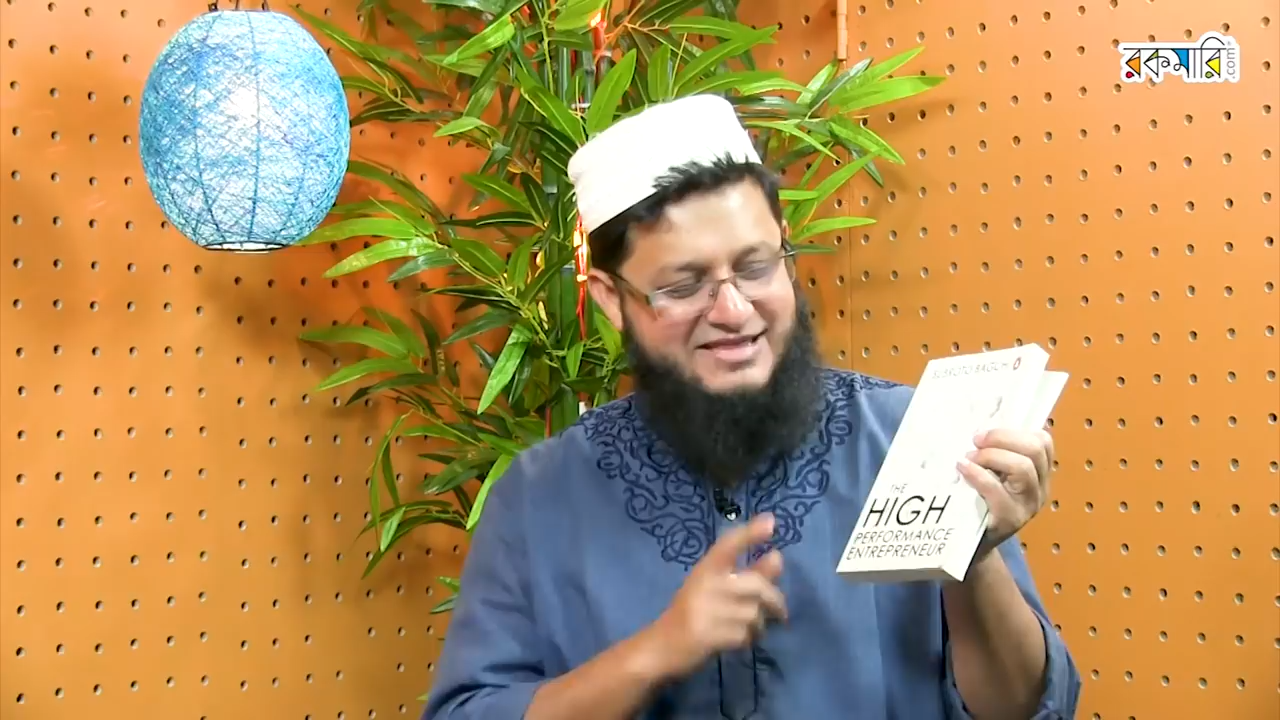 রকমারি
.com
SUBROTO BAGCHI
THE
HIGH
PERFORMANCE
ENTREPRENEUR